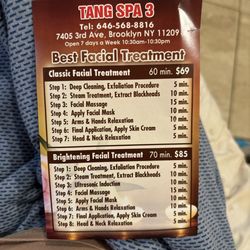 TANG SPA 3
Tel: 646-568-8816
7405 3rd Ave, Brooklyn NY 11209
Open 7 days a Week 10:30am-10:30pm
Best Facial Treatment
Classic Facial Treatment 60 min. $69
Step 1: Deep Cleaning, Exfoliation Procedure 5 min.
Step 2: Steam Treatment, Extract Blackheads 10 min.
Step 3: Facial Massage 15 min.
Step 4: Apply Facial Mask 10 min.
Step 5: Arms & Hands Relaxation 10 min.
Step 6: Final Application, Apply Skin Cream 5 min.
Step 7: Head & Neck Relaxation 5 min.
Brightening Facial Treatment 70 min. $85
Step 1: Deep Cleaning, Exfoliation Procedure 5 min.
Step 2: Steam Treatment, Extract Blackheads 10 min.
Step 3: Ultrasonic Induction 10 min.
Step 4: Facial Massage 15 min.
Step 5: Apply Facial Mask 10 min.
Step 6: Arms & Hands Relaxation 10 min.
Step 7: Final Application, Apply Skin Cream 5 min.
Step 8: Head & Neck Relaxation 5 min.